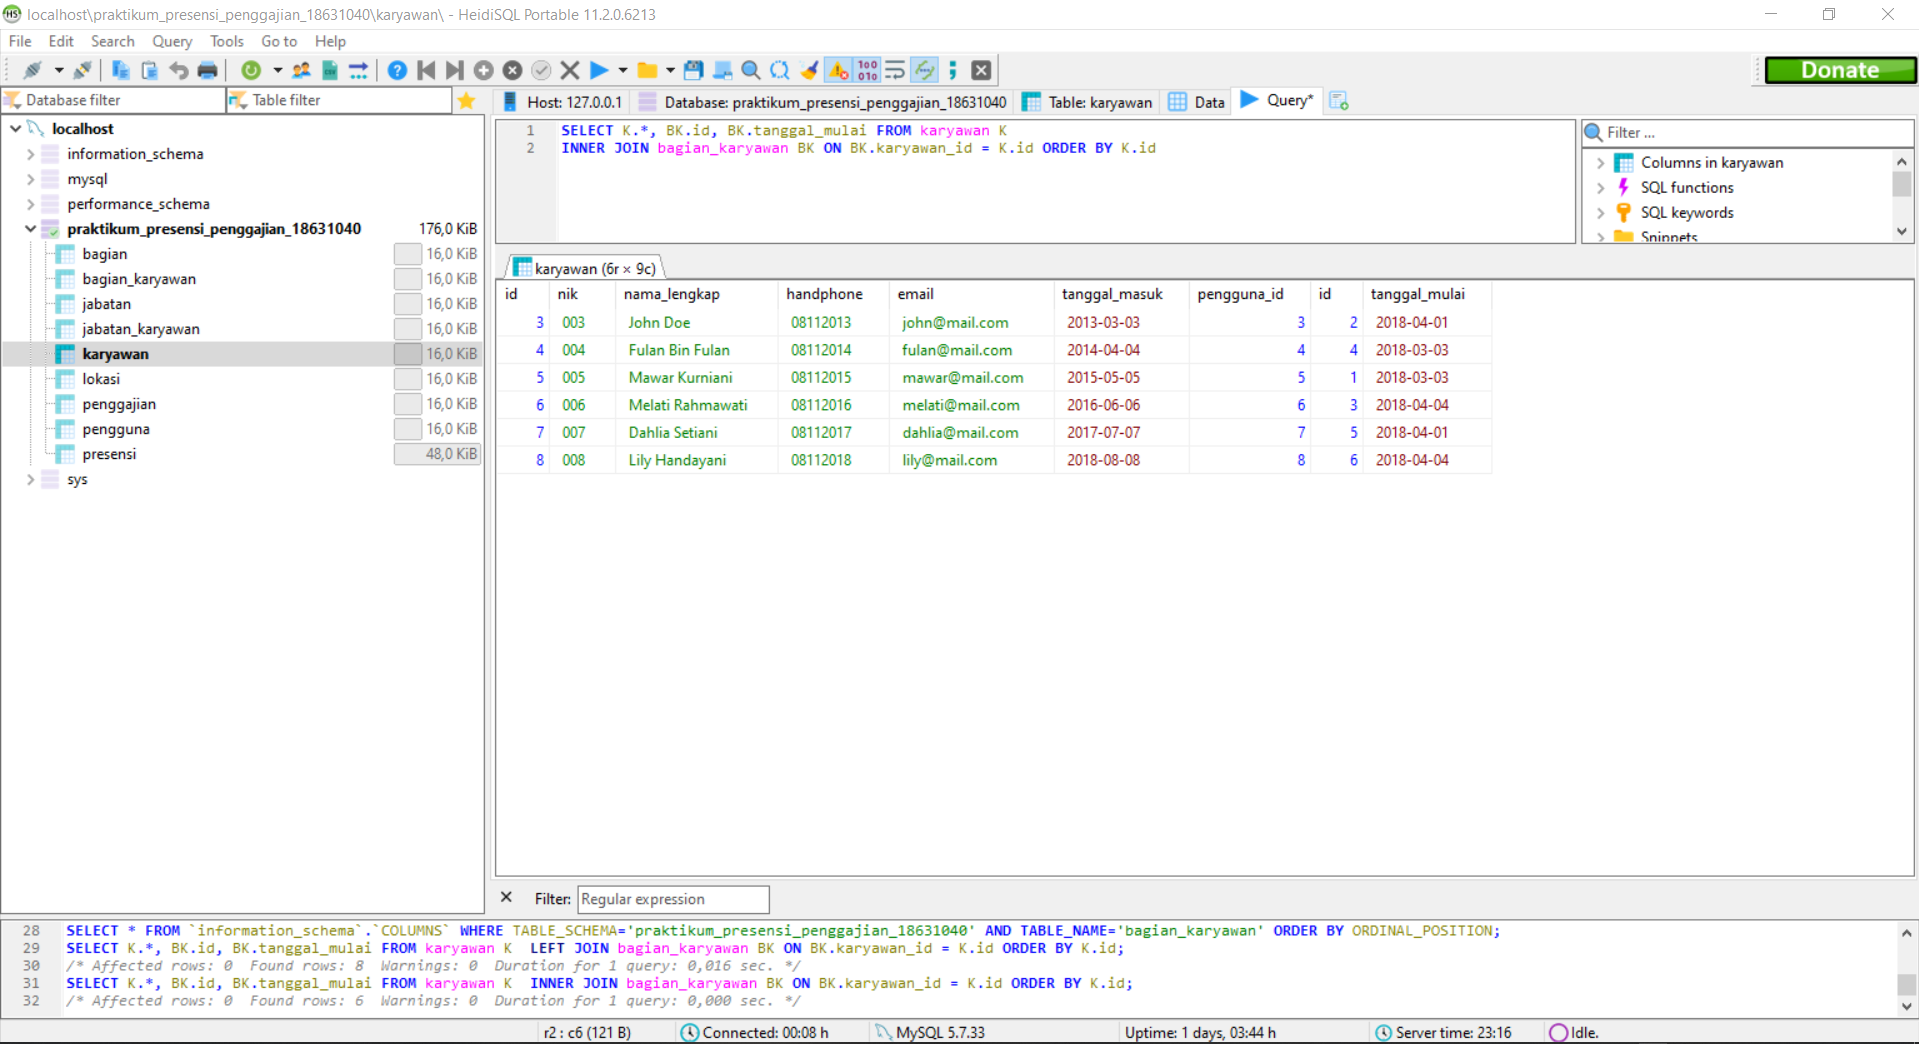 localhost\praktikum_presensi_penggajian_18631040\karyawan\ - HeidiSQL Portable 11.2.0.6213
File Edit Search Query Tools Go to Help
Donate
Database filter Table filter
Host: 127.0.0.1 Database: praktikum_presensi_penggajian_18631040 Table: karyawan Data Query*
localhost
information_schema
mysql
performance_schema
praktikum_presensi_penggajian_18631040 176,0 KiB
bagian 16,0 KiB
bagian_karyawan 16,0 KiB
jabatan 16,0 KiB
jabatan_karyawan 16,0 KiB
karyawan 16,0 KiB
lokasi 16,0 KiB
penggajian 16,0 KiB
pengguna 16,0 KiB
presensi 48,0 KiB
sys
1 SELECT K.*, BK.id, BK.tanggal_mulai FROM karyawan K
2 INNER JOIN bagian_karyawan BK ON BK.karyawan_id = K.id ORDER BY K.id
Filter ...
Columns in karyawan
SQL functions
SQL keywords
Snippets
karyawan (6r × 9c)
id nik nama_lengkap handphone email tanggal_masuk pengguna_id id tanggal_mulai
3 003 John Doe 08112013 john@mail.com 2013-03-03 3 2 2018-04-01
4 004 Fulan Bin Fulan 08112014 fulan@mail.com 2014-04-04 4 4 2018-03-03
5 005 Mawar Kurniani 08112015 mawar@mail.com 2015-05-05 5 1 2018-03-03
6 006 Melati Rahmawati 08112016 melati@mail.com 2016-06-06 6 3 2018-04-04
7 007 Dahlia Setiani 08112017 dahlia@mail.com 2017-07-07 7 5 2018-04-01
8 008 Lily Handayani 08112018 lily@mail.com 2018-08-08 8 6 2018-04-04
Filter: Regular expression
28 SELECT * FROM `information_schema`.`COLUMNS` WHERE TABLE_SCHEMA='praktikum_presensi_penggajian_18631040' AND TABLE_NAME='bagian_karyawan' ORDER BY ORDINAL_POSITION;
29 SELECT K.*, BK.id, BK.tanggal_mulai FROM karyawan K  LEFT JOIN bagian_karyawan BK ON BK.karyawan_id = K.id ORDER BY K.id;
30 /* Affected rows: 0  Found rows: 8  Warnings: 0  Duration for 1 query: 0,016 sec. */
31 SELECT K.*, BK.id, BK.tanggal_mulai FROM karyawan K  INNER JOIN bagian_karyawan BK ON BK.karyawan_id = K.id ORDER BY K.id;
32 /* Affected rows: 0  Found rows: 6  Warnings: 0  Duration for 1 query: 0,000 sec. */
r2 : c6 (121 B) Connected: 00:08 h MySQL 5.7.33 Uptime: 1 days, 03:44 h Server time: 23:16 Idle.